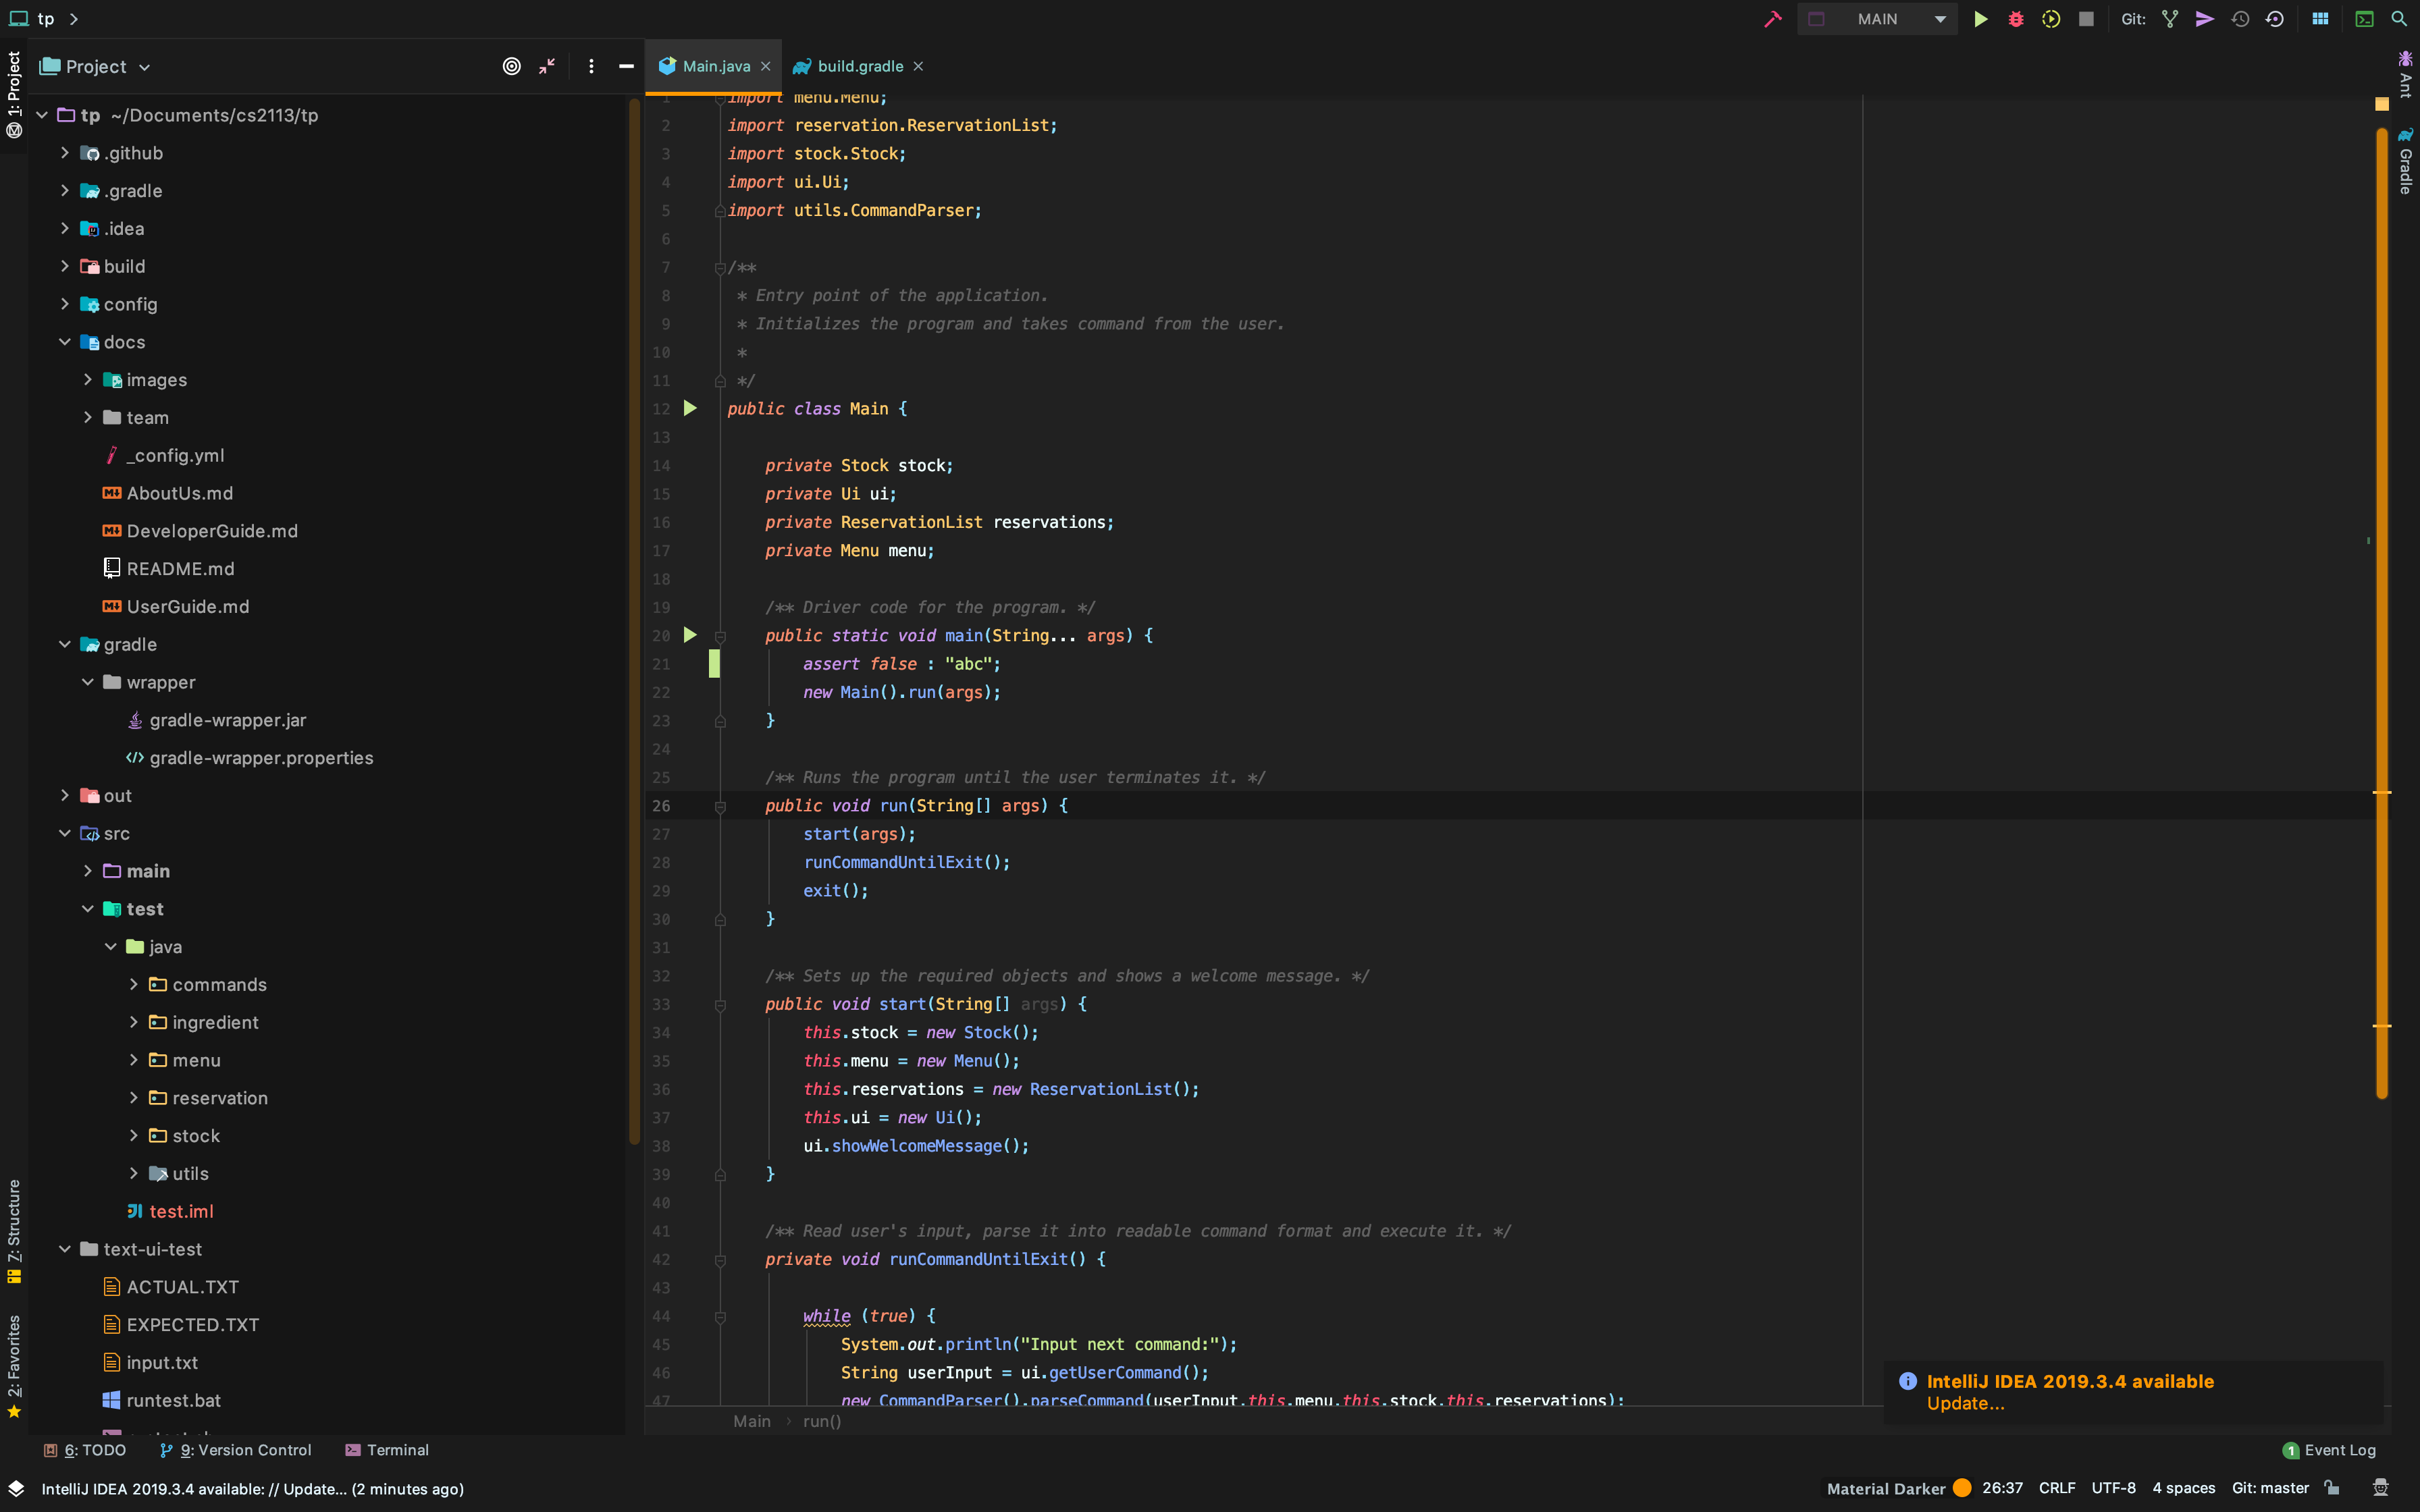 tp
MAIN
Git:
1: Project
Project
tp ~/Documents/cs2113/tp
.github
.gradle
.idea
build
config
docs
images
team
_config.yml
AboutUs.md
DeveloperGuide.md
README.md
UserGuide.md
gradle
wrapper
gradle-wrapper.jar
gradle-wrapper.properties
out
src
main
test
java
commands
ingredient
menu
reservation
stock
utils
test.iml
text-ui-test
ACTUAL.TXT
EXPECTED.TXT
input.txt
runtest.bat
7: Structure
2: Favorites
Main.java
build.gradle
1 import menu.Menu;
2 import reservation.ReservationList;
3 import stock.Stock;
4 import ui.Ui;
5 import utils.CommandParser;
6
7 /**
8 * Entry point of the application.
9 * Initializes the program and takes command from the user.
10 *
11 */
12 public class Main {
13
14 private Stock stock;
15 private Ui ui;
16 private ReservationList reservations;
17 private Menu menu;
18
19 /** Driver code for the program. */
20 public static void main(String... args) {
21 assert false : "abc";
22 new Main().run(args);
23 }
24
25 /** Runs the program until the user terminates it. */
26 public void run(String[] args) {
27 start(args);
28 runCommandUntilExit();
29 exit();
30 }
31
32 /** Sets up the required objects and shows a welcome message. */
33 public void start(String[] args) {
34 this.stock = new Stock();
35 this.menu = new Menu();
36 this.reservations = new ReservationList();
37 this.ui = new Ui();
38 ui.showWelcomeMessage();
39 }
40
41 /** Read user's input, parse it into readable command format and execute it. */
42 private void runCommandUntilExit() {
43
44 while (true) {
45 System.out.println("Input next command:");
46 String userInput = ui.getUserCommand();
47 new CommandParser().parseCommand(userInput,this.menu,this.stock,this.reservations);
Main › run()
Ant
Gradle
IntelliJ IDEA 2019.3.4 available
Update...
6: TODO
9: Version Control
Terminal
1 Event Log
IntelliJ IDEA 2019.3.4 available: // Update... (2 minutes ago)
Material Darker
26:37
CRLF
UTF-8
4 spaces
Git: master